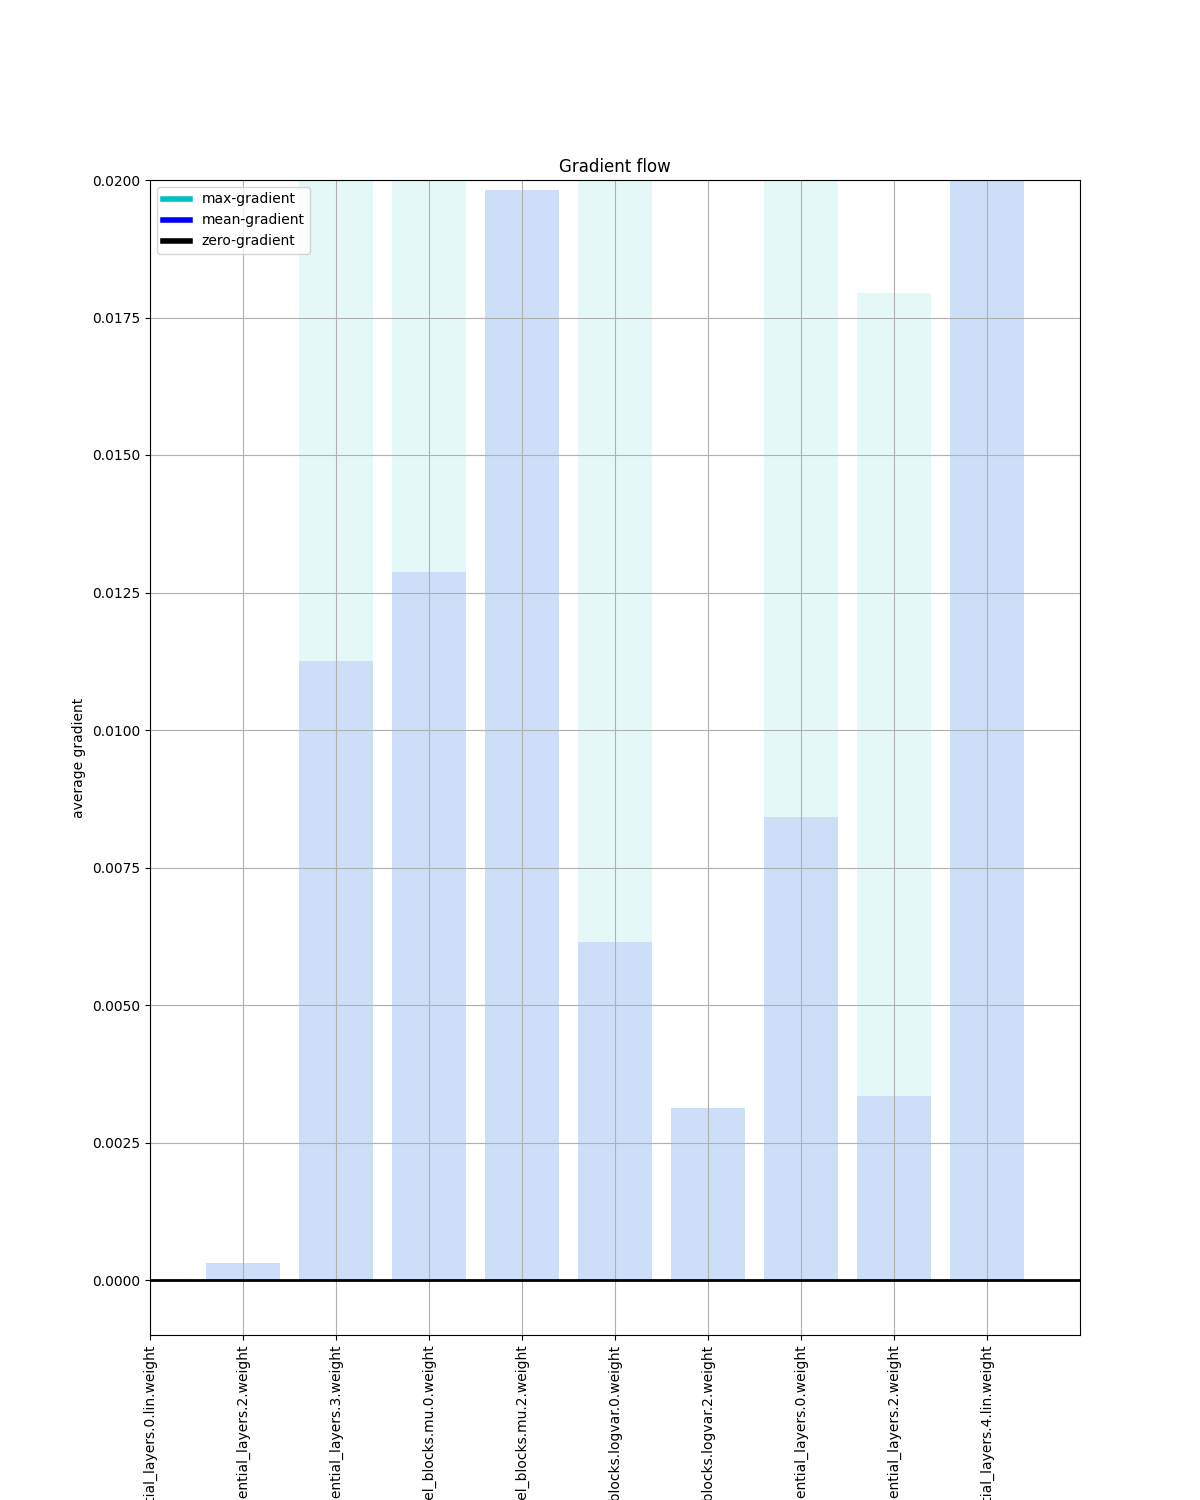 Gradient flow
max-gradient
mean-gradient
zero-gradient
0.0200
0.0175
0.0150
0.0125
0.0100
0.0075
0.0050
0.0025
0.0000
average gradient
tial_layers.0.lin.weight
ential_layers.2.weight
ential_layers.3.weight
el_blocks.mu.0.weight
el_blocks.mu.2.weight
blocks.logvar.0.weight
blocks.logvar.2.weight
ential_layers.0.weight
ential_layers.2.weight
tial_layers.4.lin.weight